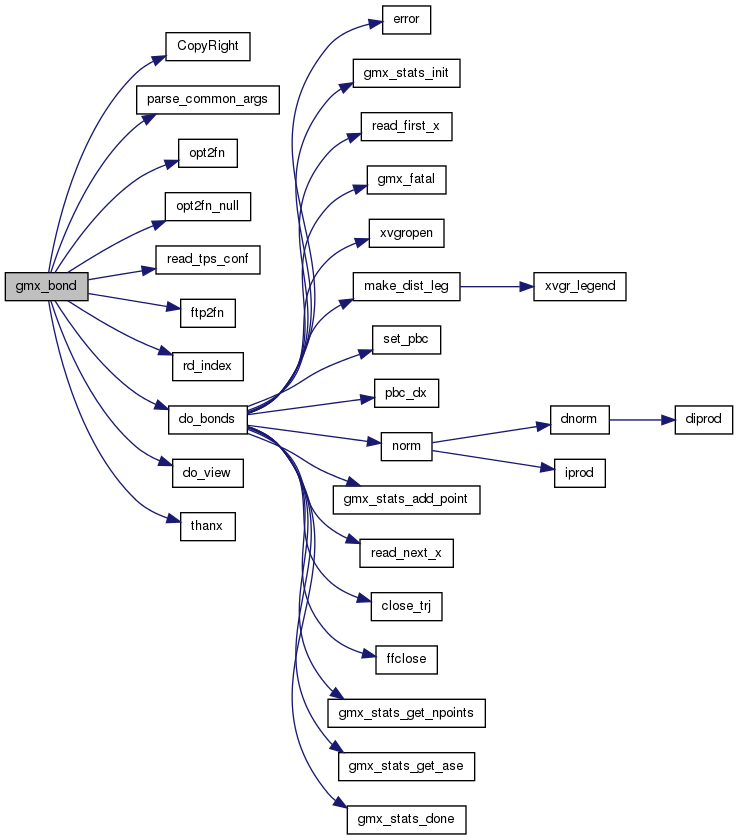 gmx_bond
CopyRight
parse_common_args
opt2fn
opt2fn_null
read_tps_conf
ftp2fn
rd_index
do_bonds
do_view
thanx
error
gmx_stats_init
read_first_x
gmx_fatal
xvgropen
make_dist_leg
xvgr_legend
set_pbc
pbc_dx
norm
dnorm
diprod
iprod
gmx_stats_add_point
read_next_x
close_trj
ffclose
gmx_stats_get_npoints
gmx_stats_get_ase
gmx_stats_done